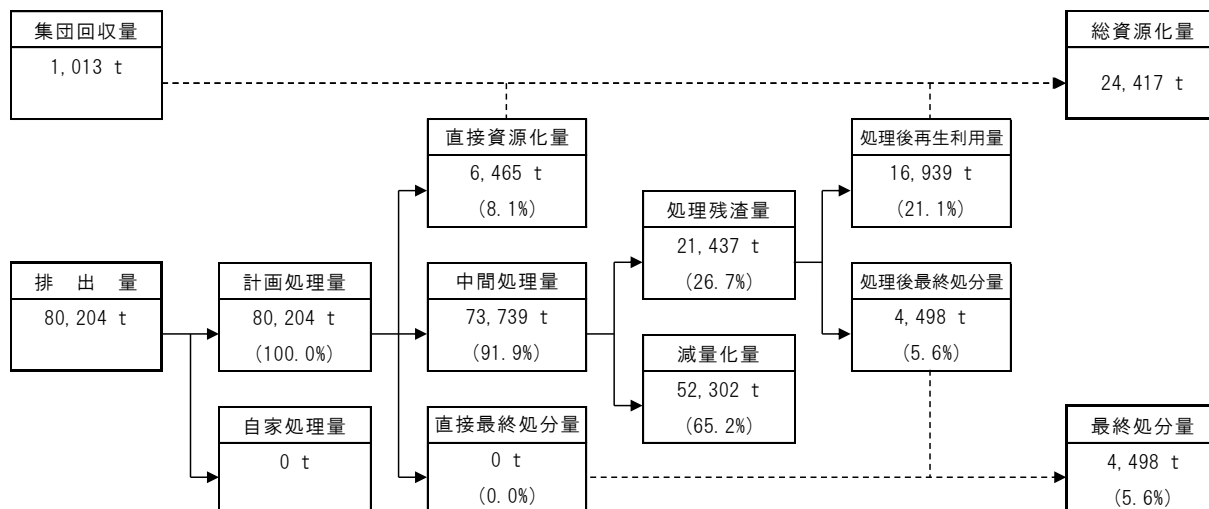 集団回収量
1,013 t
総資源化量
24,417 t
直接資源化量
6,465 t
(8.1%)
処理後再生利用量
16,939 t
(21.1%)
処理残渣量
21,437 t
(26.7%)
排 出 量
80,204 t
計画処理量
80,204 t
(100.0%)
中間処理量
73,739 t
(91.9%)
処理後最終処分量
4,498 t
(5.6%)
減量化量
52,302 t
(65.2%)
自家処理量
0 t
直接最終処分量
0 t
(0.0%)
最終処分量
4,498 t
(5.6%)